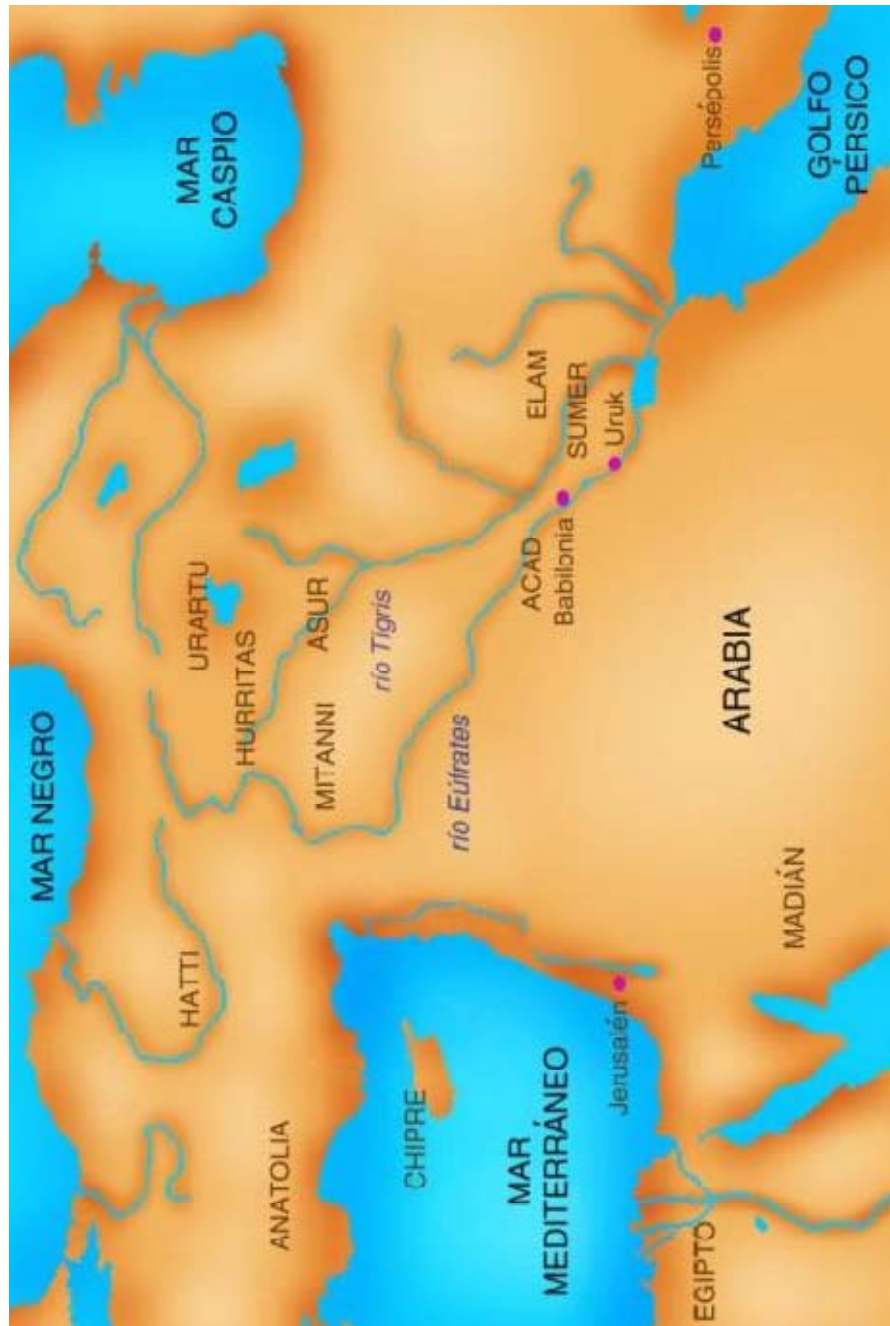 MAR NEGRO
MAR
CASPIO
URARTU
HATTI
HURRITAS
ANATOLIA
ASUR
MITANNI
río Tigris
CHIPRE
río Eúfrates
ELAM
ACAD
SUMER
Babilonia
Uruk
MAR
MEDITERRÁNEO
Jerusalén
EGIPTO
ARABIA
Persépolis
MADIÁN
GOLFO
PÉRSICO